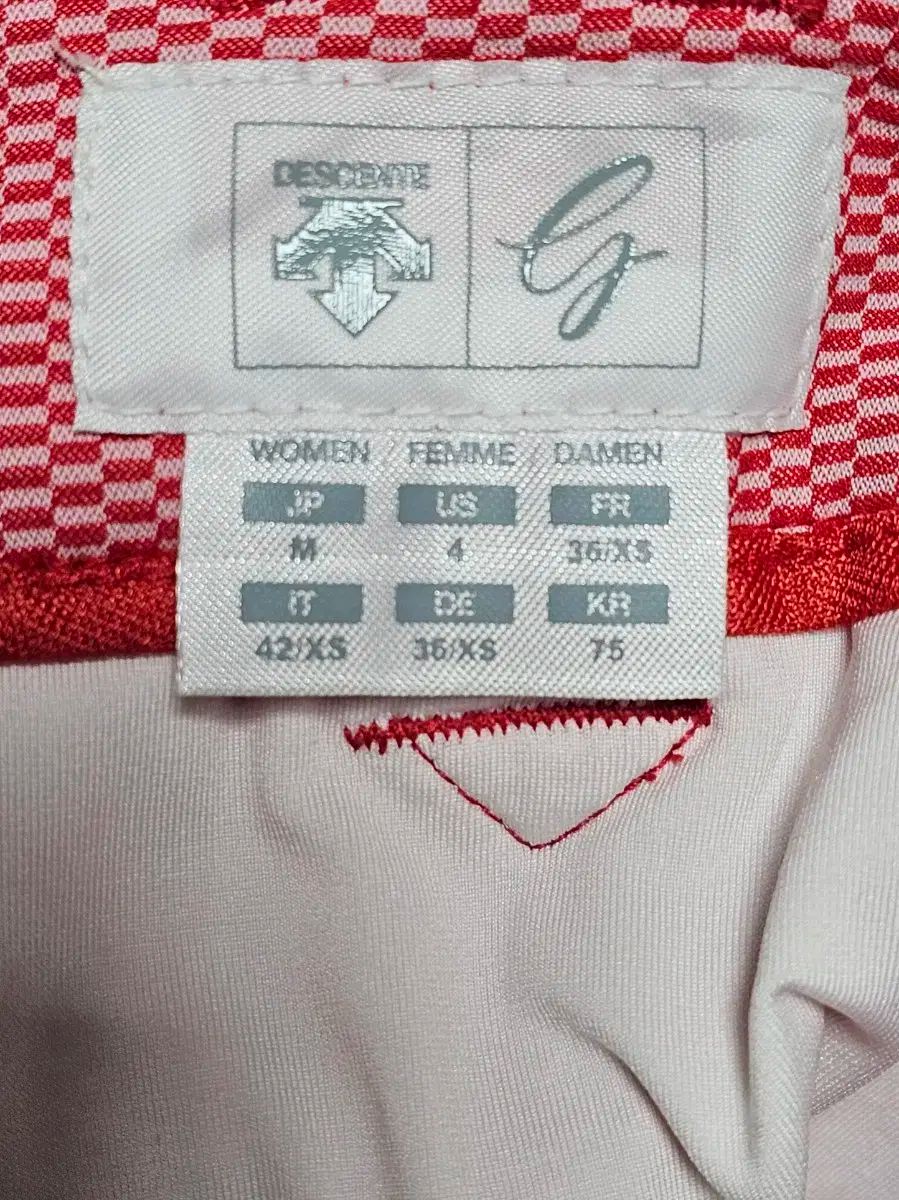 DESCENTE G
WOMEN FEMME DAMEN
JP US FR
M 4 36/XS
IT DE KR
42/XS 36/XS 75